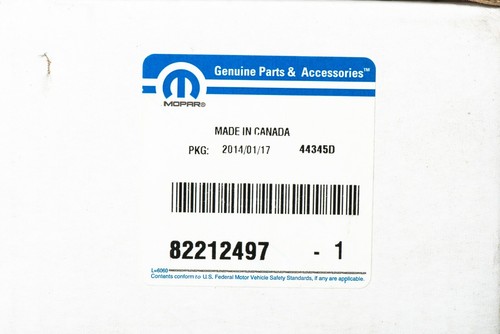 Genuine Parts & Accessories™
MOPAR®
MADE IN CANADA
PKG: 2014/01/17 44345D
82212497 - 1
L=6060
Contents conform to U.S. Federal Motor Vehicle Safety Standards, if any are applicable.